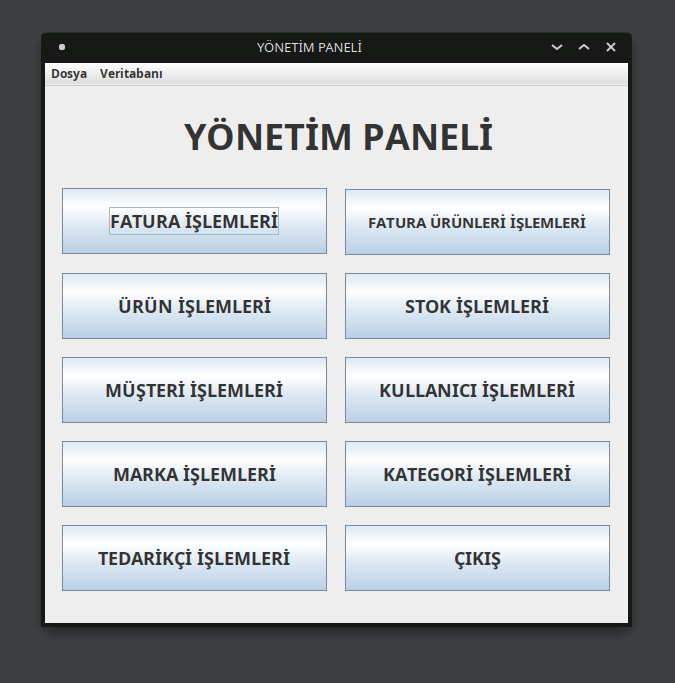 YÖNETİM PANELİ
Dosya Veritabanı
YÖNETİM PANELİ
FATURA İŞLEMLERİ
FATURA ÜRÜNLERİ İŞLEMLERİ
ÜRÜN İŞLEMLERİ
STOK İŞLEMLERİ
MÜŞTERİ İŞLEMLERİ
KULLANICI İŞLEMLERİ
MARKA İŞLEMLERİ
KATEGORİ İŞLEMLERİ
TEDARİKÇİ İŞLEMLERİ
ÇIKIŞ